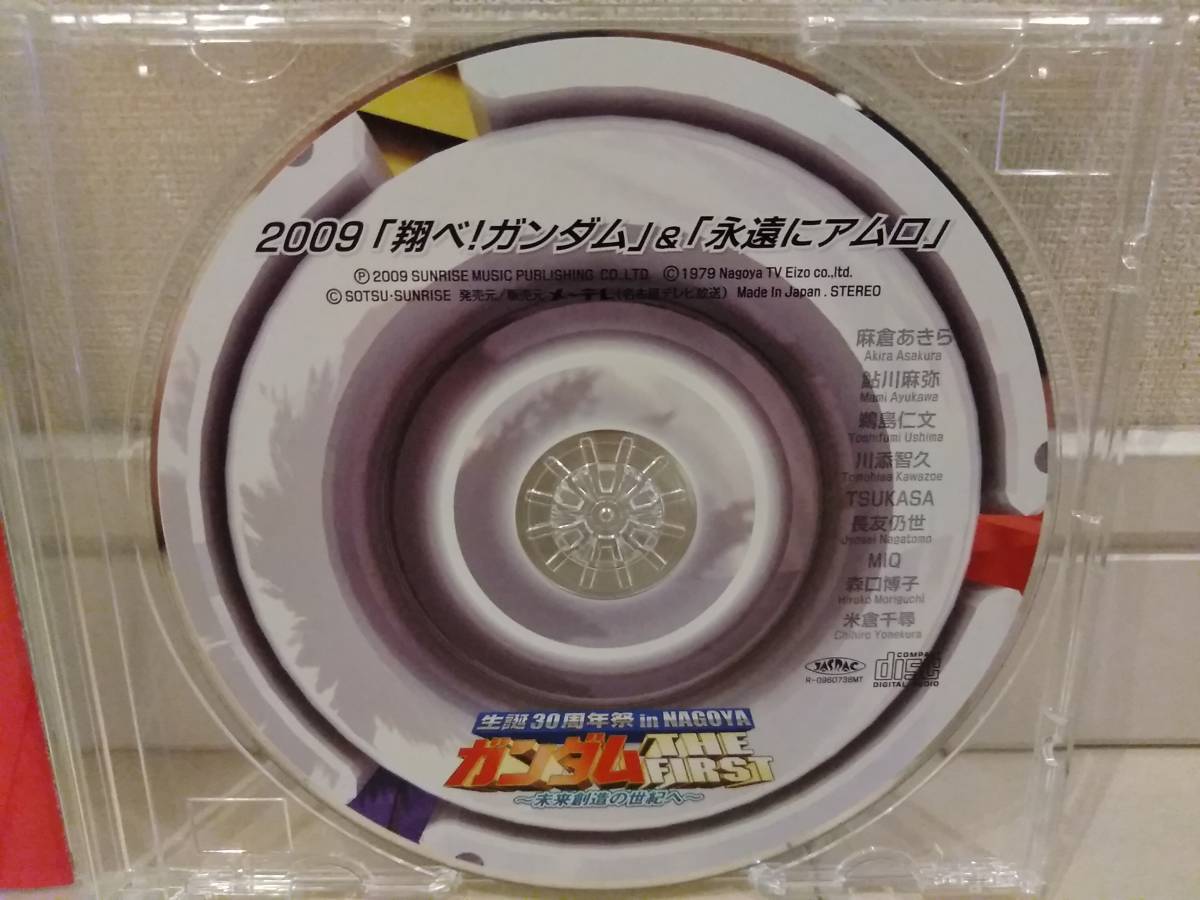 2009「翔べ!ガンダム」&「永遠にアムロ」
Ⓟ 2009 SUNRISE MUSIC PUBLISHING CO., LTD. Ⓒ 1979 Nagoya TV Eizo co.,ltd.
Ⓒ SOTSU・SUNRISE 発売元/販売元 メ〜テレ(名古屋テレビ放送) Made In Japan . STEREO
麻倉あきら
Akira Asakura
鮎川麻弥
Mami Ayukawa
鵜島仁文
Yoshifumi Ushima
川添智久
Tomohisa Kawazoe
TSUKASA
長友仍世
Jyosei Nagatomo
MIQ
森口博子
Hiroko Moriguchi
米倉千尋
Chihiro Yonekura
JASRAC
R-0960738MT
COMPACT
disc
DIGITAL AUDIO
生誕30周年祭 in NAGOYA
ガンダム THE FIRST
〜未来創造の世紀へ〜